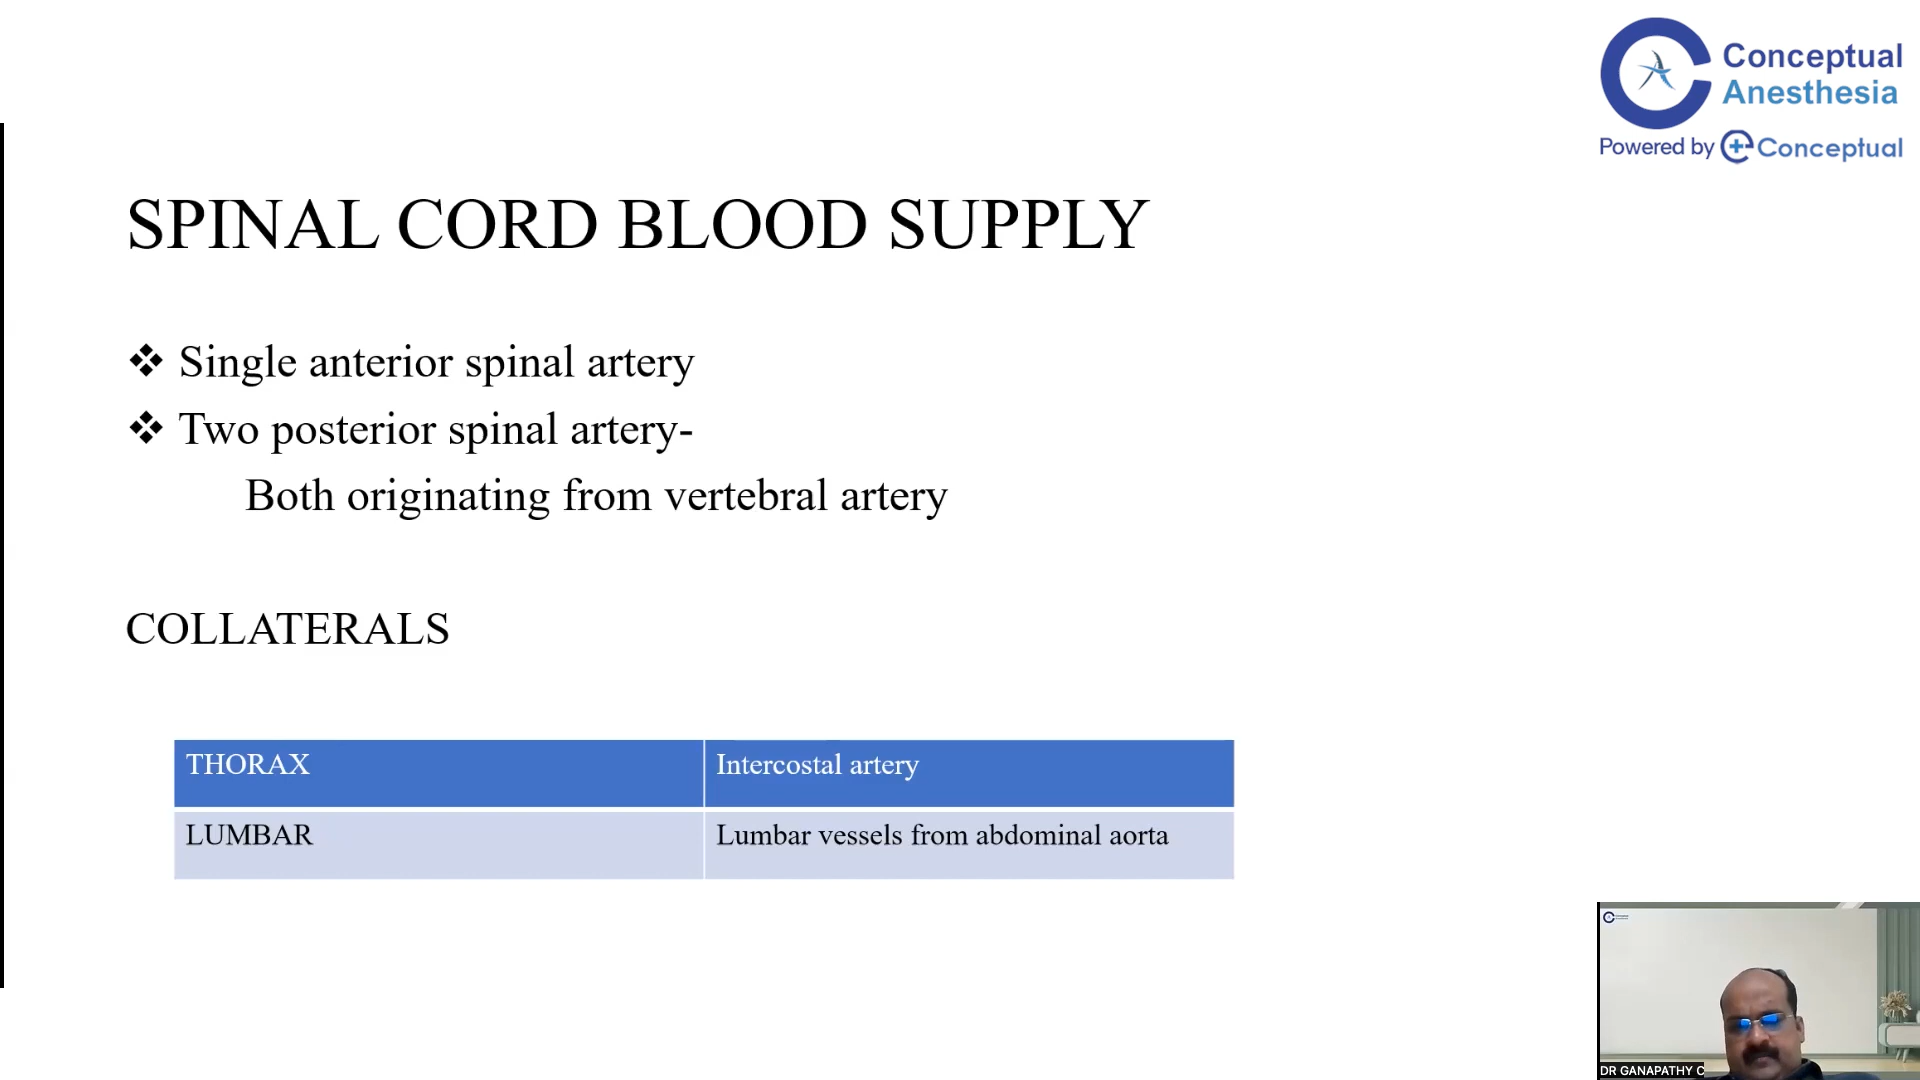 Conceptual
Anesthesia
Powered by Conceptual
SPINAL CORD BLOOD SUPPLY
❖ Single anterior spinal artery
❖ Two posterior spinal artery-
Both originating from vertebral artery
COLLATERALS
THORAX Intercostal artery
LUMBAR Lumbar vessels from abdominal aorta
DR GANAPATHY C